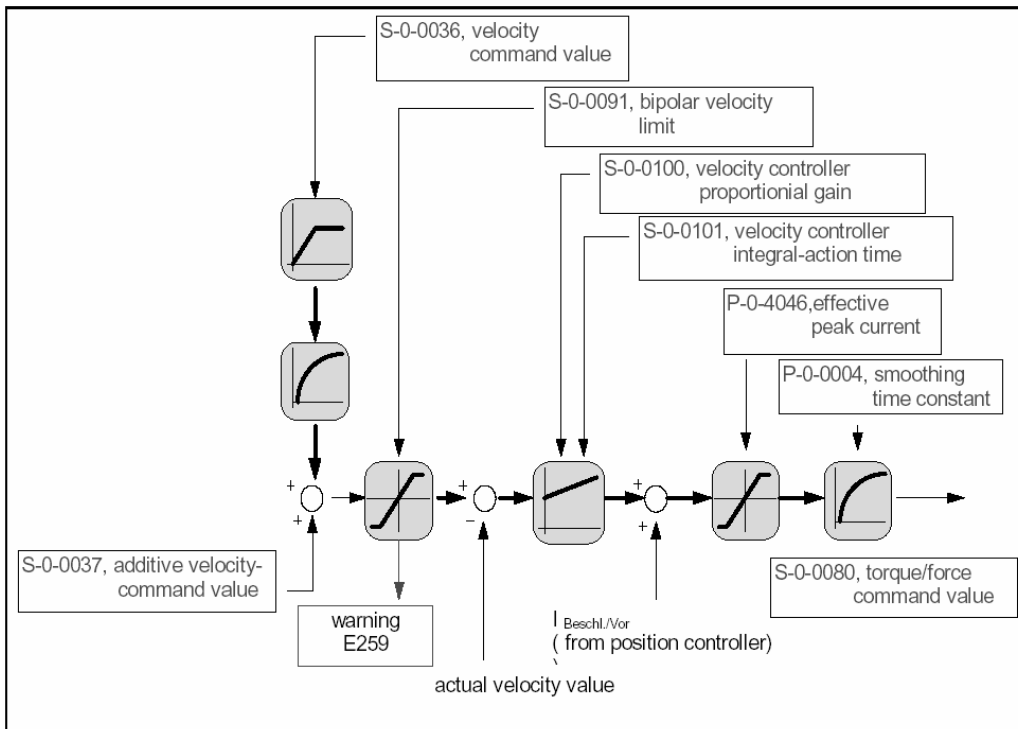 S-0-0036, velocity
command value
S-0-0091, bipolar velocity
limit
S-0-0100, velocity controller
proportionial gain
S-0-0101, velocity controller
integral-action time
P-0-4046,effective
peak current
P-0-0004, smoothing
time constant
+
+
+
−
+
+
S-0-0037, additive velocity-
command value
warning
E259
I Beschl./Vor
( from position controller)
actual velocity value
S-0-0080, torque/force
command value